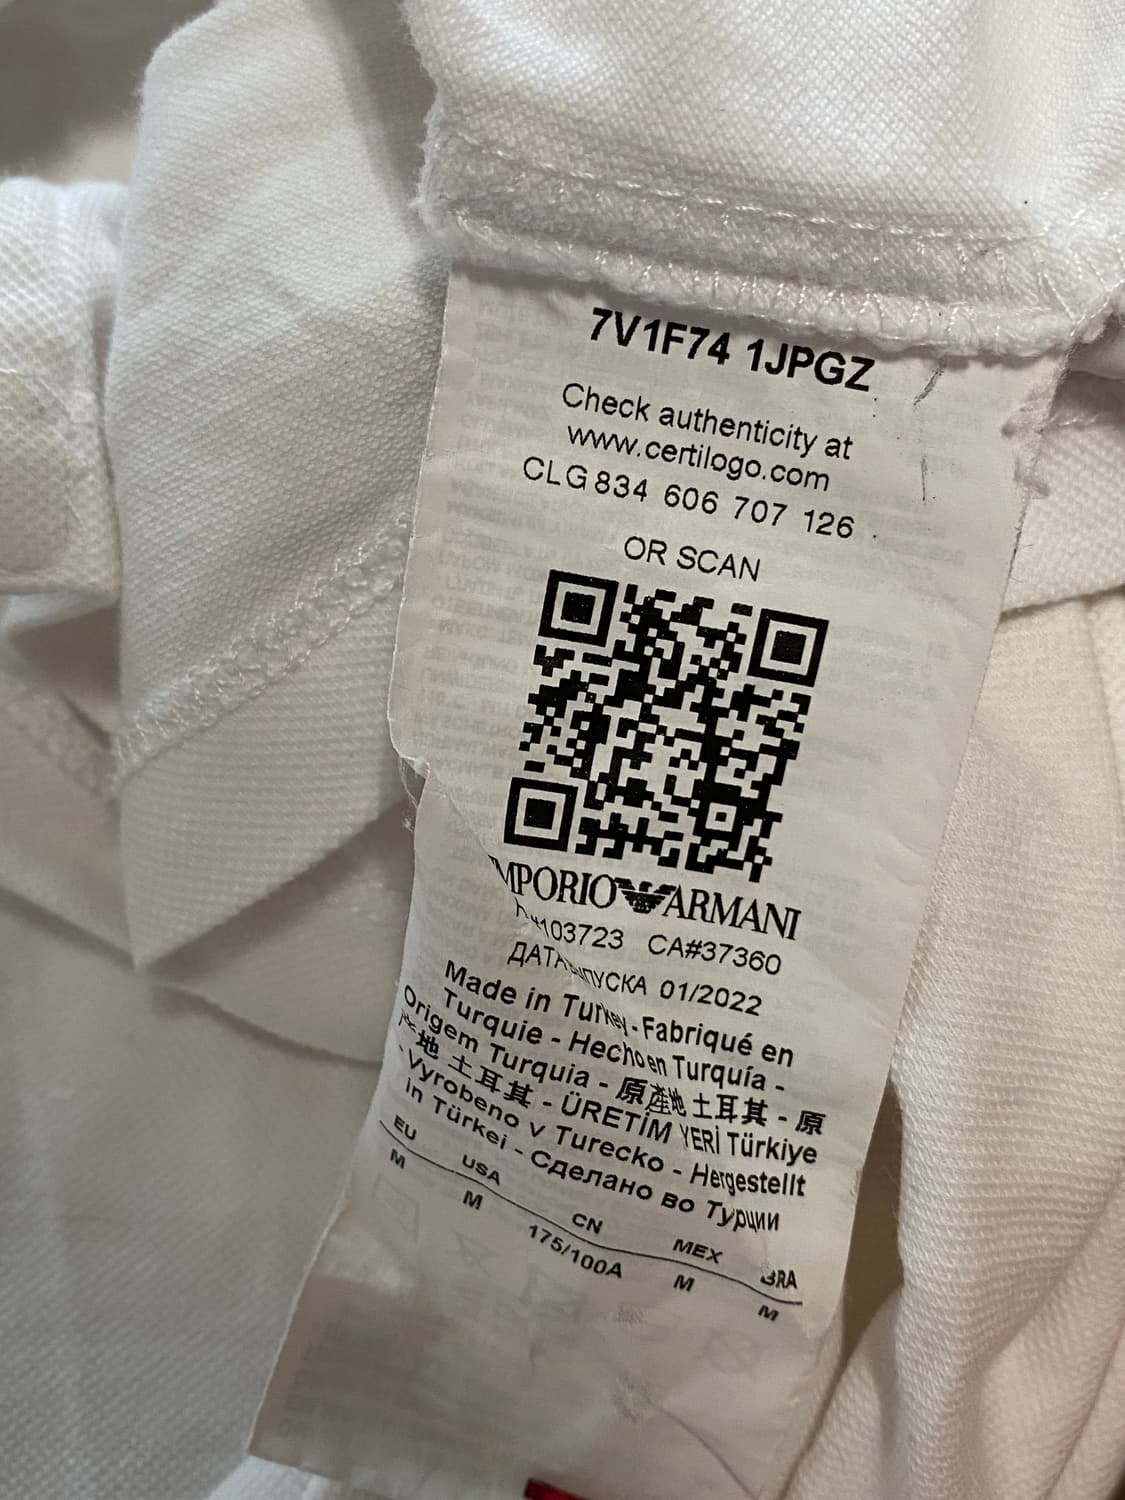 7V1F74 1JPGZ
Check authenticity at
www.certilogo.com
CLG 834 606 707 126
OR SCAN
EMPORIO ARMANI
#103723 CA#37360
ДАТА ВЫПУСКА 01/2022
Made in Turkey - Fabriqué en
Turquie - Hecho en Turquía -
Origem Turquia - 原產地 土耳其 - 原
产地 土耳其 - ÜRETİM YERİ Türkiye
- Vyrobeno v Turecko - Hergestellt
in Türkei - Сделано во Турции
EU USA CN MEX BRA
M M 175/100A M M